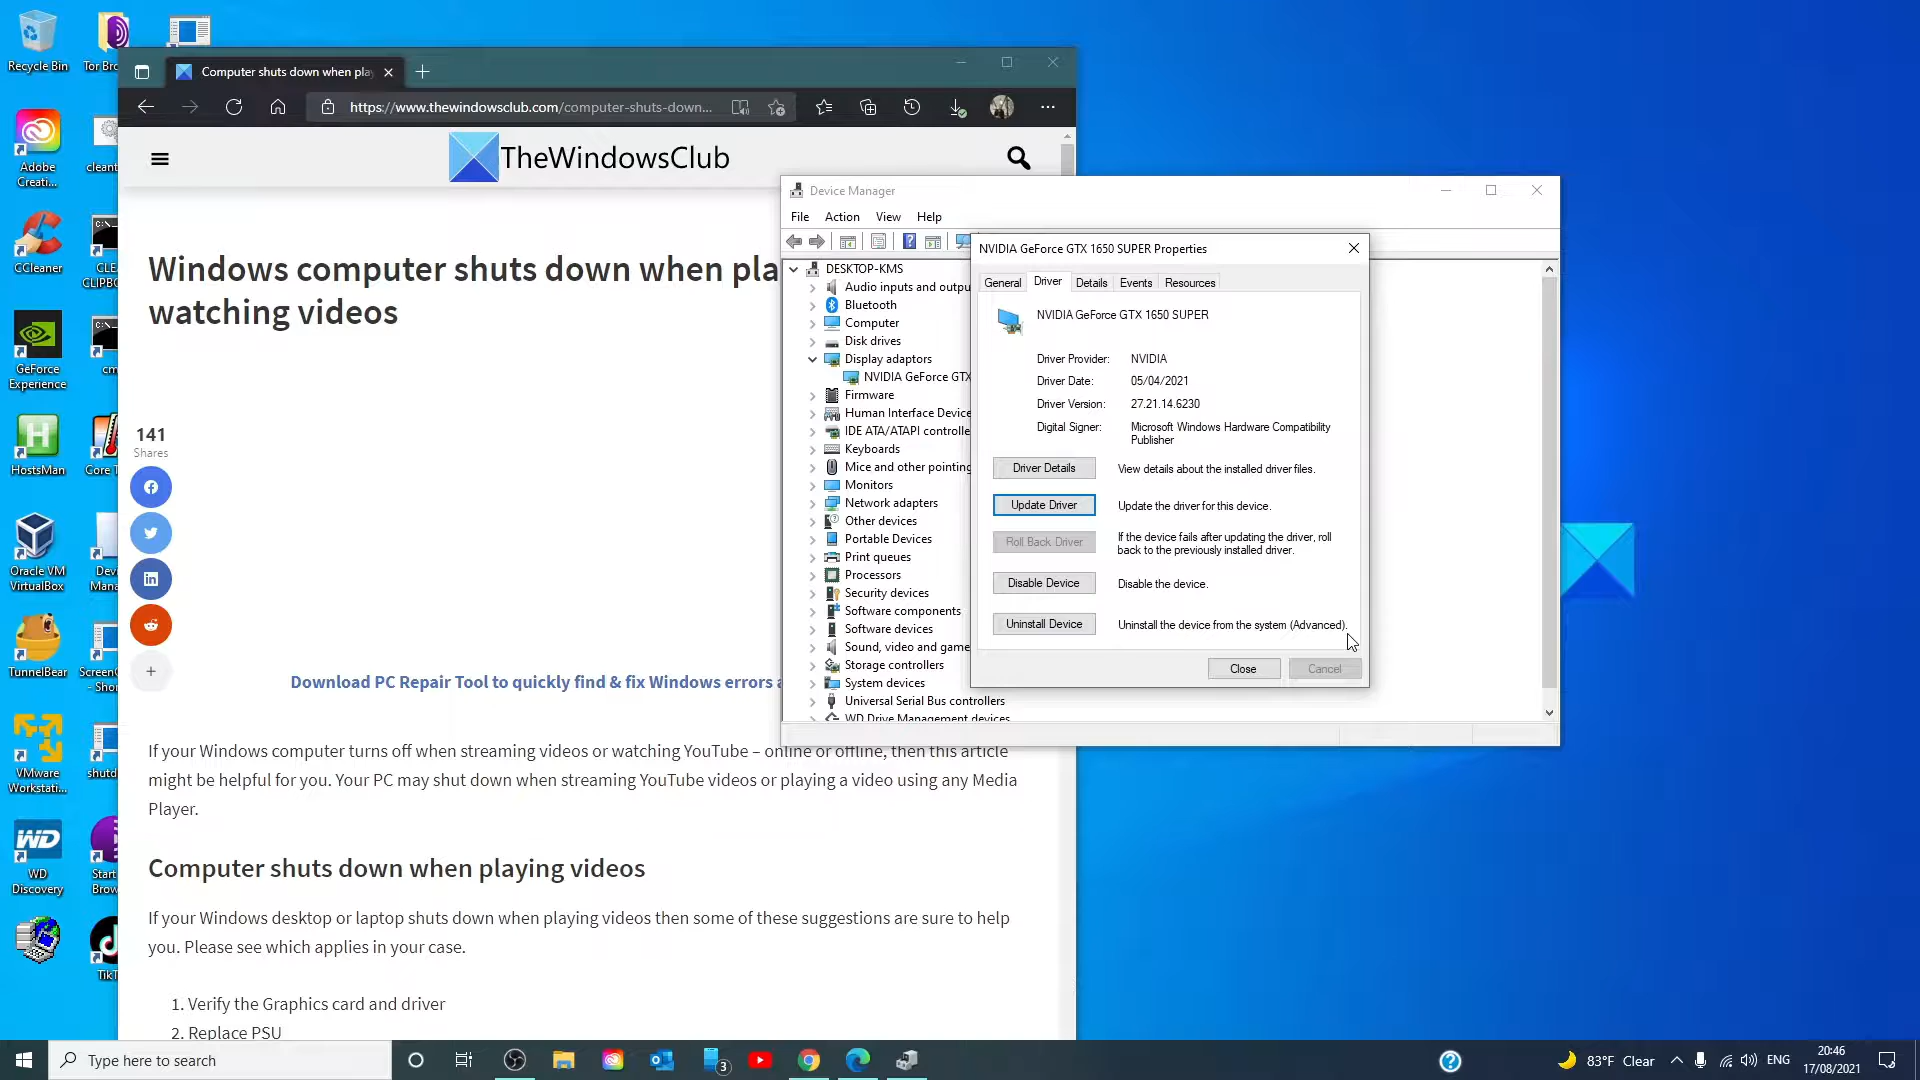 Recycle Bin
Tor Bro
Adobe
Creati...
cleant
CCleaner
CLE
CLIPBO
GeForce
Experience
cm
HostsMan
Core T
Oracle VM
VirtualBox
Devi
Mana
TunnelBear
ScreenC
- Shor
VMware
Workstati...
shutd
WD
Discovery
Start
Brow
TikT
Computer shuts down when play
https://www.thewindowsclub.com/computer-shuts-down...
TheWindowsClub
Windows computer shuts down when pla
watching videos
141
Shares
Download PC Repair Tool to quickly find & fix Windows errors a
If your Windows computer turns off when streaming videos or watching YouTube – online or offline, then this article
might be helpful for you. Your PC may shut down when streaming YouTube videos or playing a video using any Media
Player.
Computer shuts down when playing videos
If your Windows desktop or laptop shuts down when playing videos then some of these suggestions are sure to help
you. Please see which applies in your case.
1. Verify the Graphics card and driver
2. Replace PSU
Device Manager
File Action View Help
DESKTOP-KMS
Audio inputs and outpu
Bluetooth
Computer
Disk drives
Display adaptors
NVIDIA GeForce GTX
Firmware
Human Interface Device
IDE ATA/ATAPI controlle
Keyboards
Mice and other pointing
Monitors
Network adapters
Other devices
Portable Devices
Print queues
Processors
Security devices
Software components
Software devices
Sound, video and game
Storage controllers
System devices
Universal Serial Bus controllers
WD Drive Management devices
NVIDIA GeForce GTX 1650 SUPER Properties
General Driver Details Events Resources
NVIDIA GeForce GTX 1650 SUPER
Driver Provider: NVIDIA
Driver Date: 05/04/2021
Driver Version: 27.21.14.6230
Digital Signer: Microsoft Windows Hardware Compatibility
Publisher
Driver Details View details about the installed driver files.
Update Driver Update the driver for this device.
Roll Back Driver If the device fails after updating the driver, roll
back to the previously installed driver.
Disable Device Disable the device.
Uninstall Device Uninstall the device from the system (Advanced).
Close Cancel
Type here to search
3
83°F Clear
ENG
20:46
17/08/2021